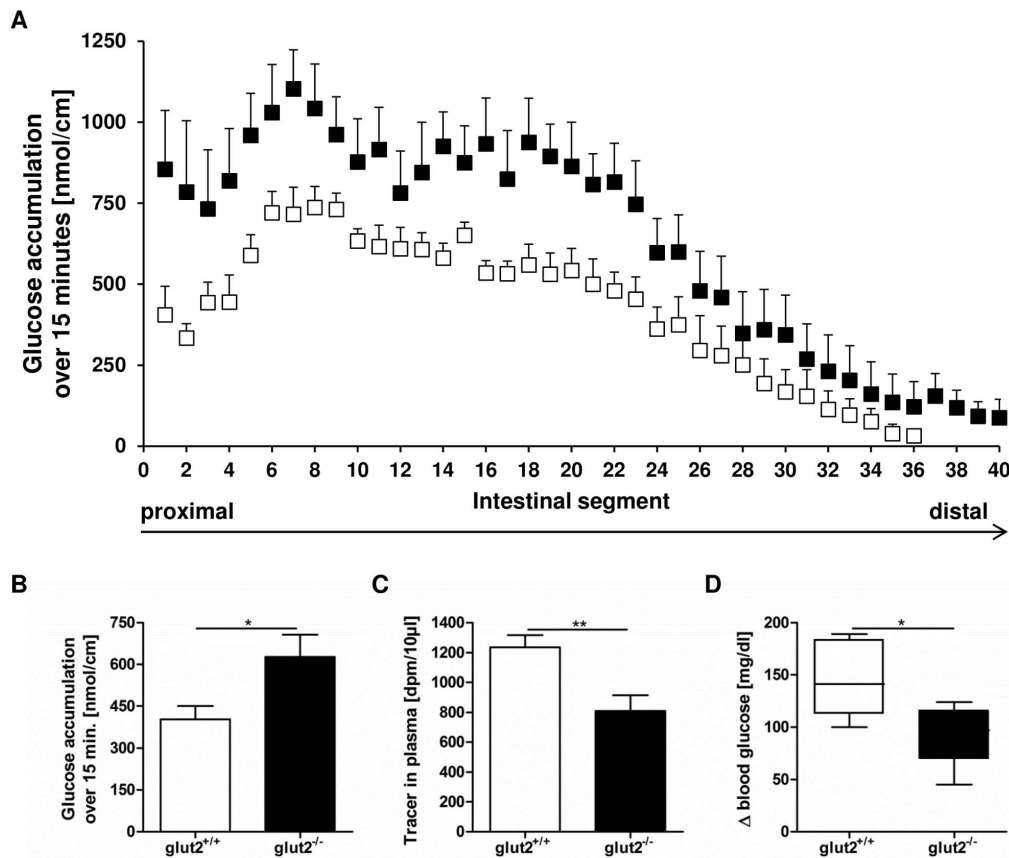 A
Glucose accumulation
over 15 minutes [nmol/cm]
1250
1000
750
500
250
0
0 2 4 6 8 10 12 14 16 18 20 22 24 26 28 30 32 34 36 38 40
Intestinal segment
proximal distal
B
Glucose accumulation
over 15 min. [nmol/cm]
750
600
450
300
150
0
*
glut2+/+ glut2-/-
C
Tracer in plasma [dpm/10µl]
1400
1200
1000
800
600
400
200
0
**
glut2+/+ glut2-/-
D
Δ blood glucose [mg/dl]
200
150
100
50
0
*
glut2+/+ glut2-/-